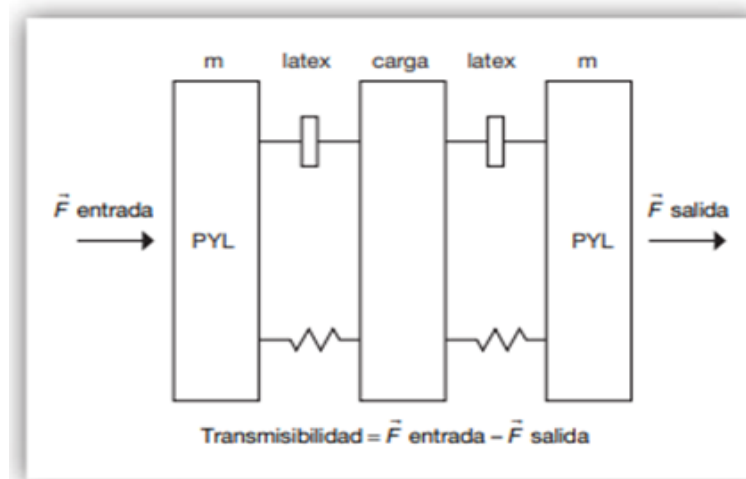 m latex carga latex m
F⃗ entrada
F⃗ salida
PYL PYL
Transmisibilidad = F⃗ entrada – F⃗ salida